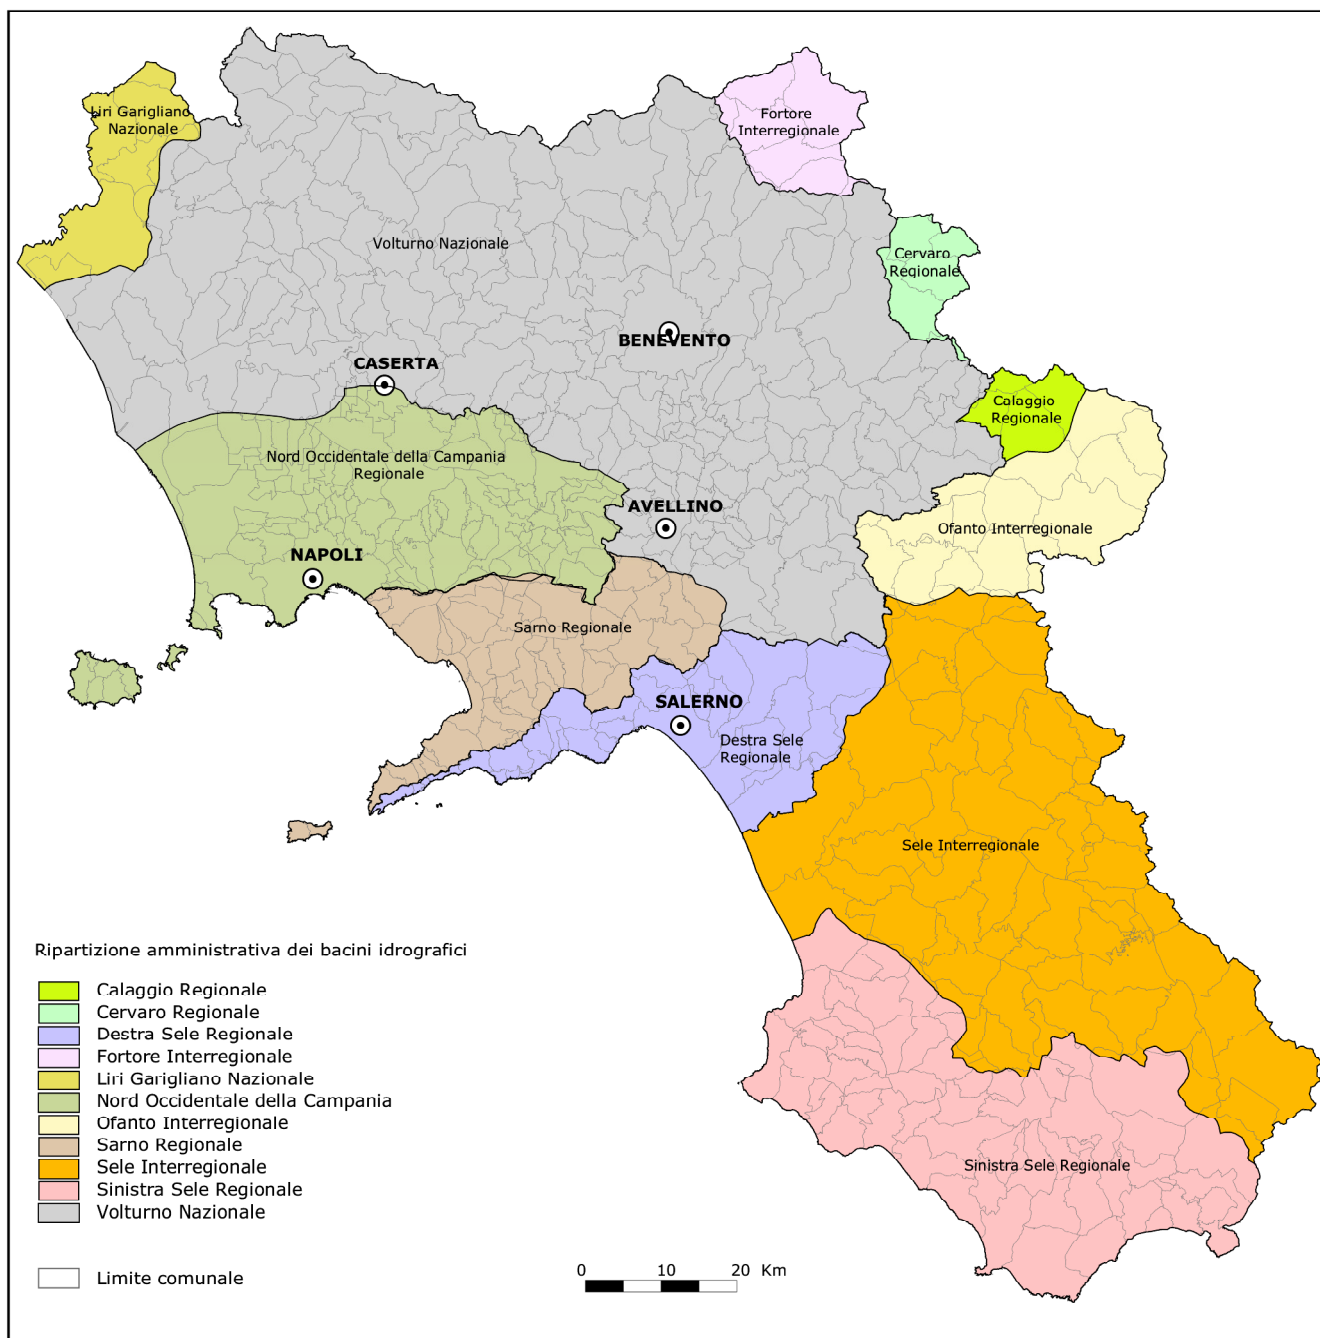 Liri Garigliano
Nazionale
Fortore
Interregionale
Volturno Nazionale
Cervaro
Regionale
BENEVENTO
CASERTA
Calaggio
Regionale
Nord Occidentale della Campania
Regionale
AVELLINO
Ofanto Interregionale
NAPOLI
Sarno Regionale
SALERNO
Destra Sele
Regionale
Sele Interregionale
Sinistra Sele Regionale
Ripartizione amministrativa dei bacini idrografici
Calaggio Regionale
Cervaro Regionale
Destra Sele Regionale
Fortore Interregionale
Liri Garigliano Nazionale
Nord Occidentale della Campania
Ofanto Interregionale
Sarno Regionale
Sele Interregionale
Sinistra Sele Regionale
Volturno Nazionale
Limite comunale
0 10 20 Km